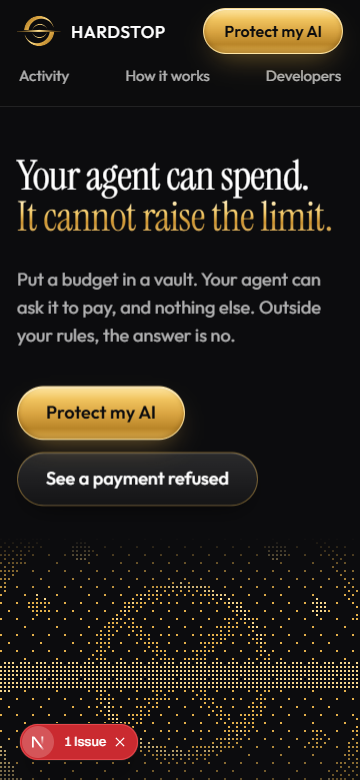 HARDSTOP
Protect my AI
Activity
How it works
Developers
Your agent can spend.
It cannot raise the limit.
Put a budget in a vault. Your agent can
ask it to pay, and nothing else. Outside
your rules, the answer is no.
Protect my AI
See a payment refused
N
1 Issue